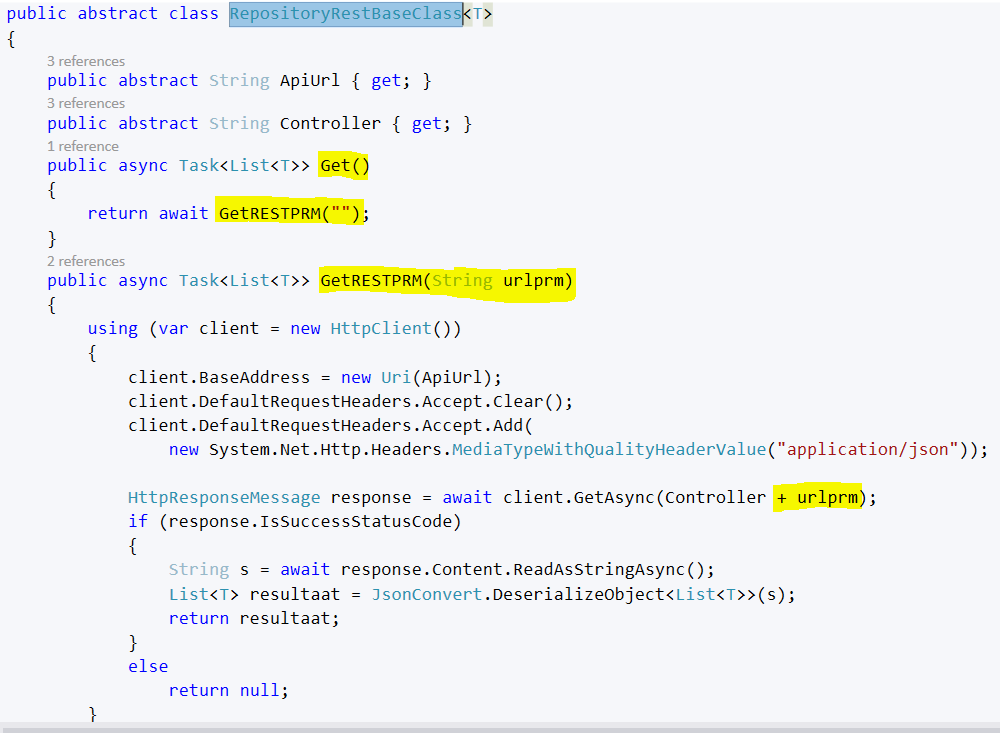 public abstract class RepositoryRestBaseClass<T>
{
3 references
public abstract String ApiUrl { get; }
3 references
public abstract String Controller { get; }
1 reference
public async Task<List<T>> Get()
{
return await GetRESTPRM("");
}
2 references
public async Task<List<T>> GetRESTPRM(String urlprm)
{
using (var client = new HttpClient())
{
client.BaseAddress = new Uri(ApiUrl);
client.DefaultRequestHeaders.Accept.Clear();
client.DefaultRequestHeaders.Accept.Add(
new System.Net.Http.Headers.MediaTypeWithQualityHeaderValue("application/json"));
HttpResponseMessage response = await client.GetAsync(Controller + urlprm);
if (response.IsSuccessStatusCode)
{
String s = await response.Content.ReadAsStringAsync();
List<T> resultaat = JsonConvert.DeserializeObject<List<T>>(s);
return resultaat;
}
else
return null;
}